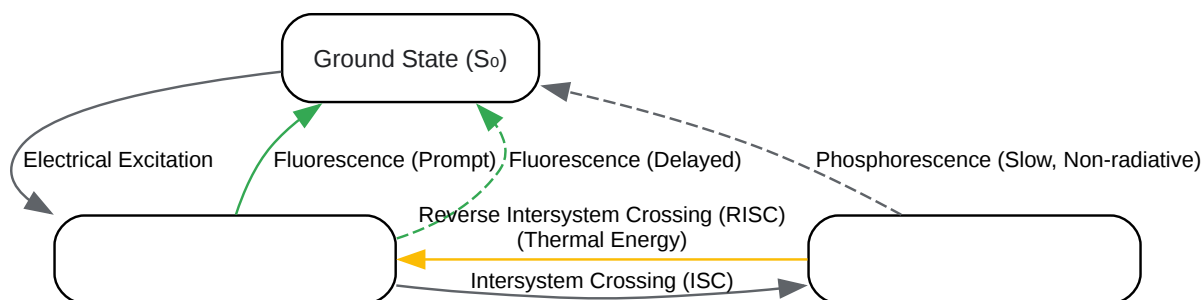 Ground State (S₀)
Electrical Excitation
Fluorescence (Prompt)
Fluorescence (Delayed)
Phosphorescence (Slow, Non-radiative)
Reverse Intersystem Crossing (RISC)
(Thermal Energy)
Intersystem Crossing (ISC)